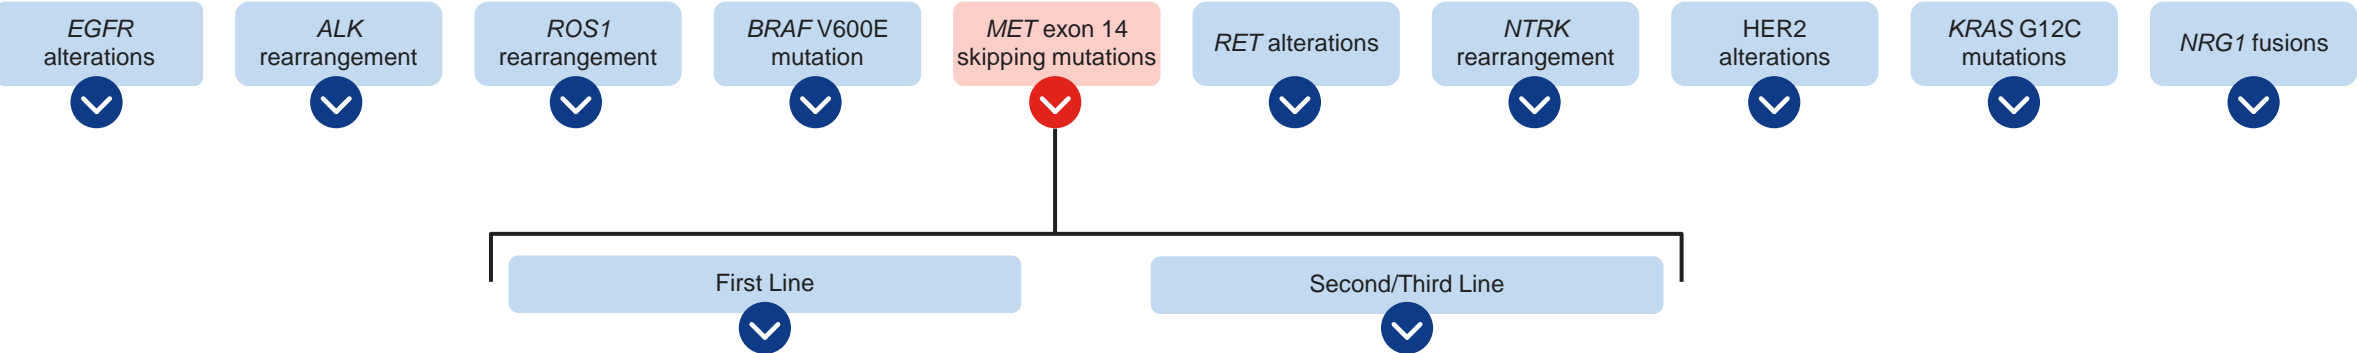 EGFR
alterations
ALK
rearrangement
ROS1
rearrangement
BRAF V600E
mutation
MET exon 14
skipping mutations
RET alterations
NTRK
rearrangement
HER2
alterations
KRAS G12C
mutations
NRG1 fusions
First Line
Second/Third Line